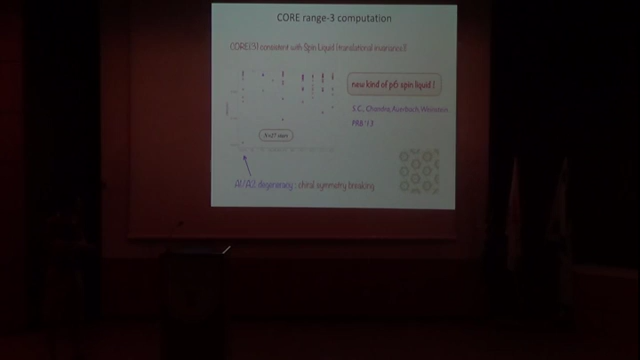 CORE range-3 computation
CORE(3) consistent with Spin Liquid (translational invariance)
new kind of p6 spin liquid !
S.C., Chandra, Auerbach, Weinstein
PRB '13
A1/A2 degeneracy : chiral symmetry breaking